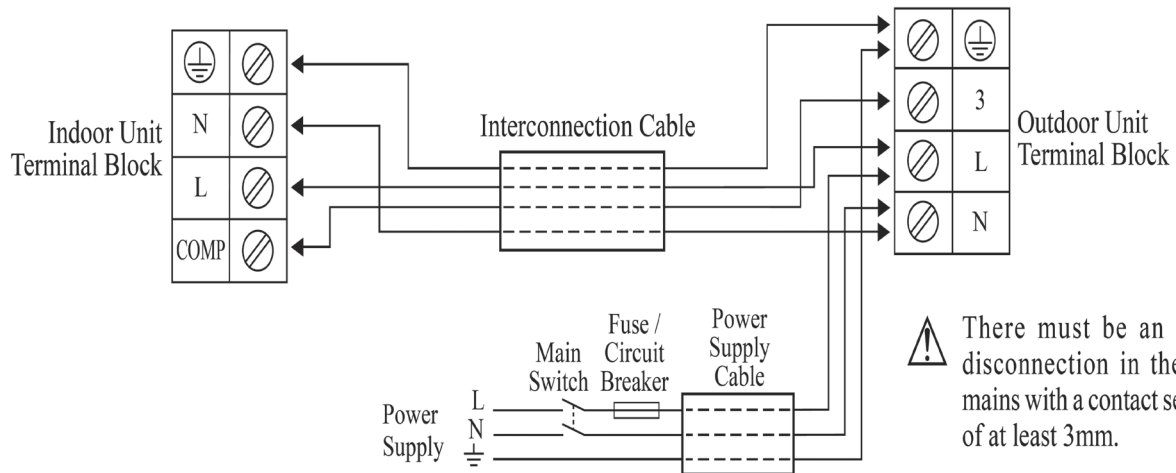 Indoor Unit
Terminal Block
N
L
COMP
Interconnection Cable
3
L
N
Outdoor Unit
Terminal Block
Power
Supply
L
N
Main
Switch
Fuse /
Circuit
Breaker
Power
Supply
Cable
There must be an
disconnection in the
mains with a contact se
of at least 3mm.